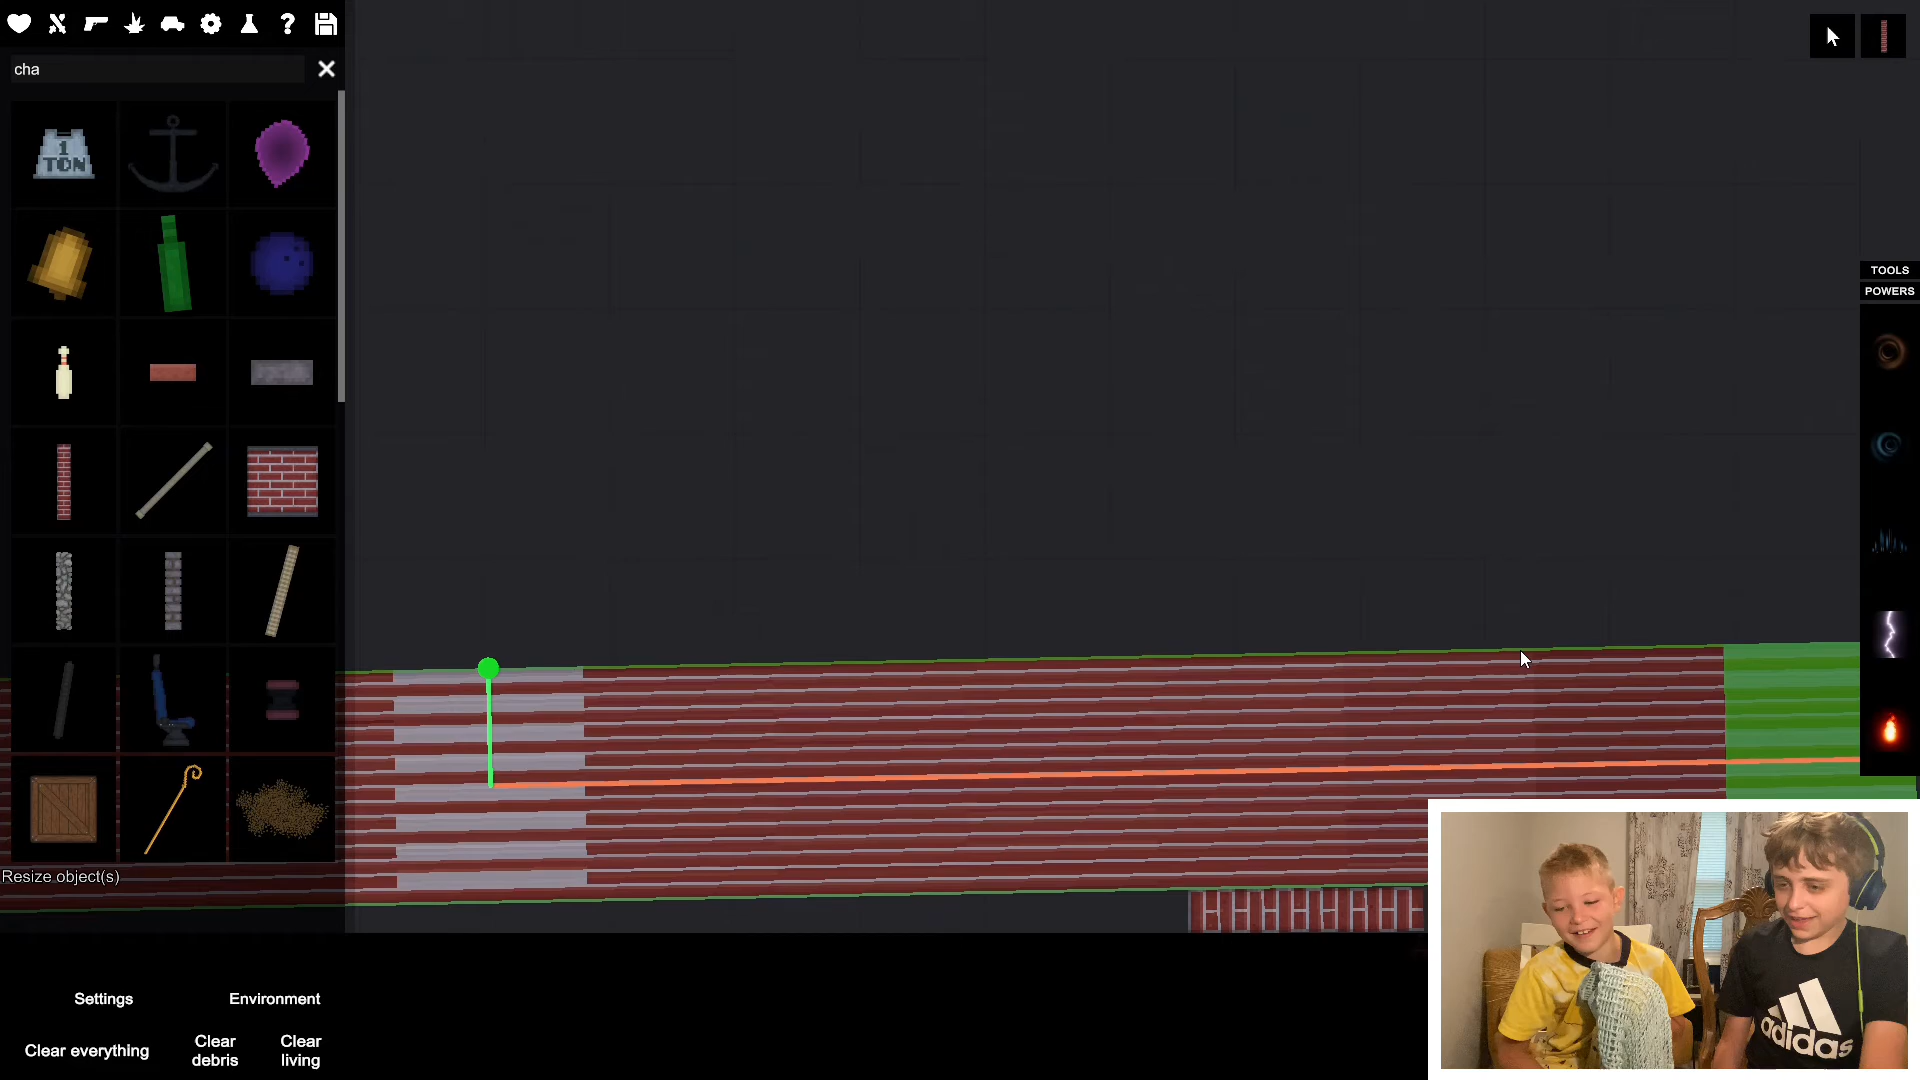 cha
1
TON
TOOLS
POWERS
Resize object(s)
Settings
Environment
Clear everything
Clear
debris
Clear
living
adidas